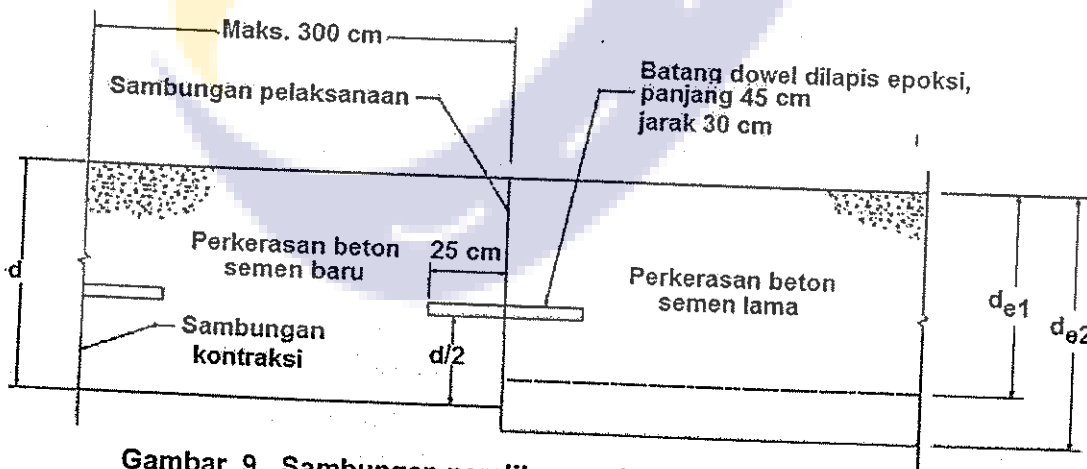 Maks. 300 cm
Sambungan pelaksanaan
Batang dowel dilapis epoksi,
panjang 45 cm
jarak 30 cm
Perkerasan beton
semen baru
25 cm
Perkerasan beton
semen lama
d
de1
de2
Sambungan
kontraksi
d/2
Gambar 9 Sambungan